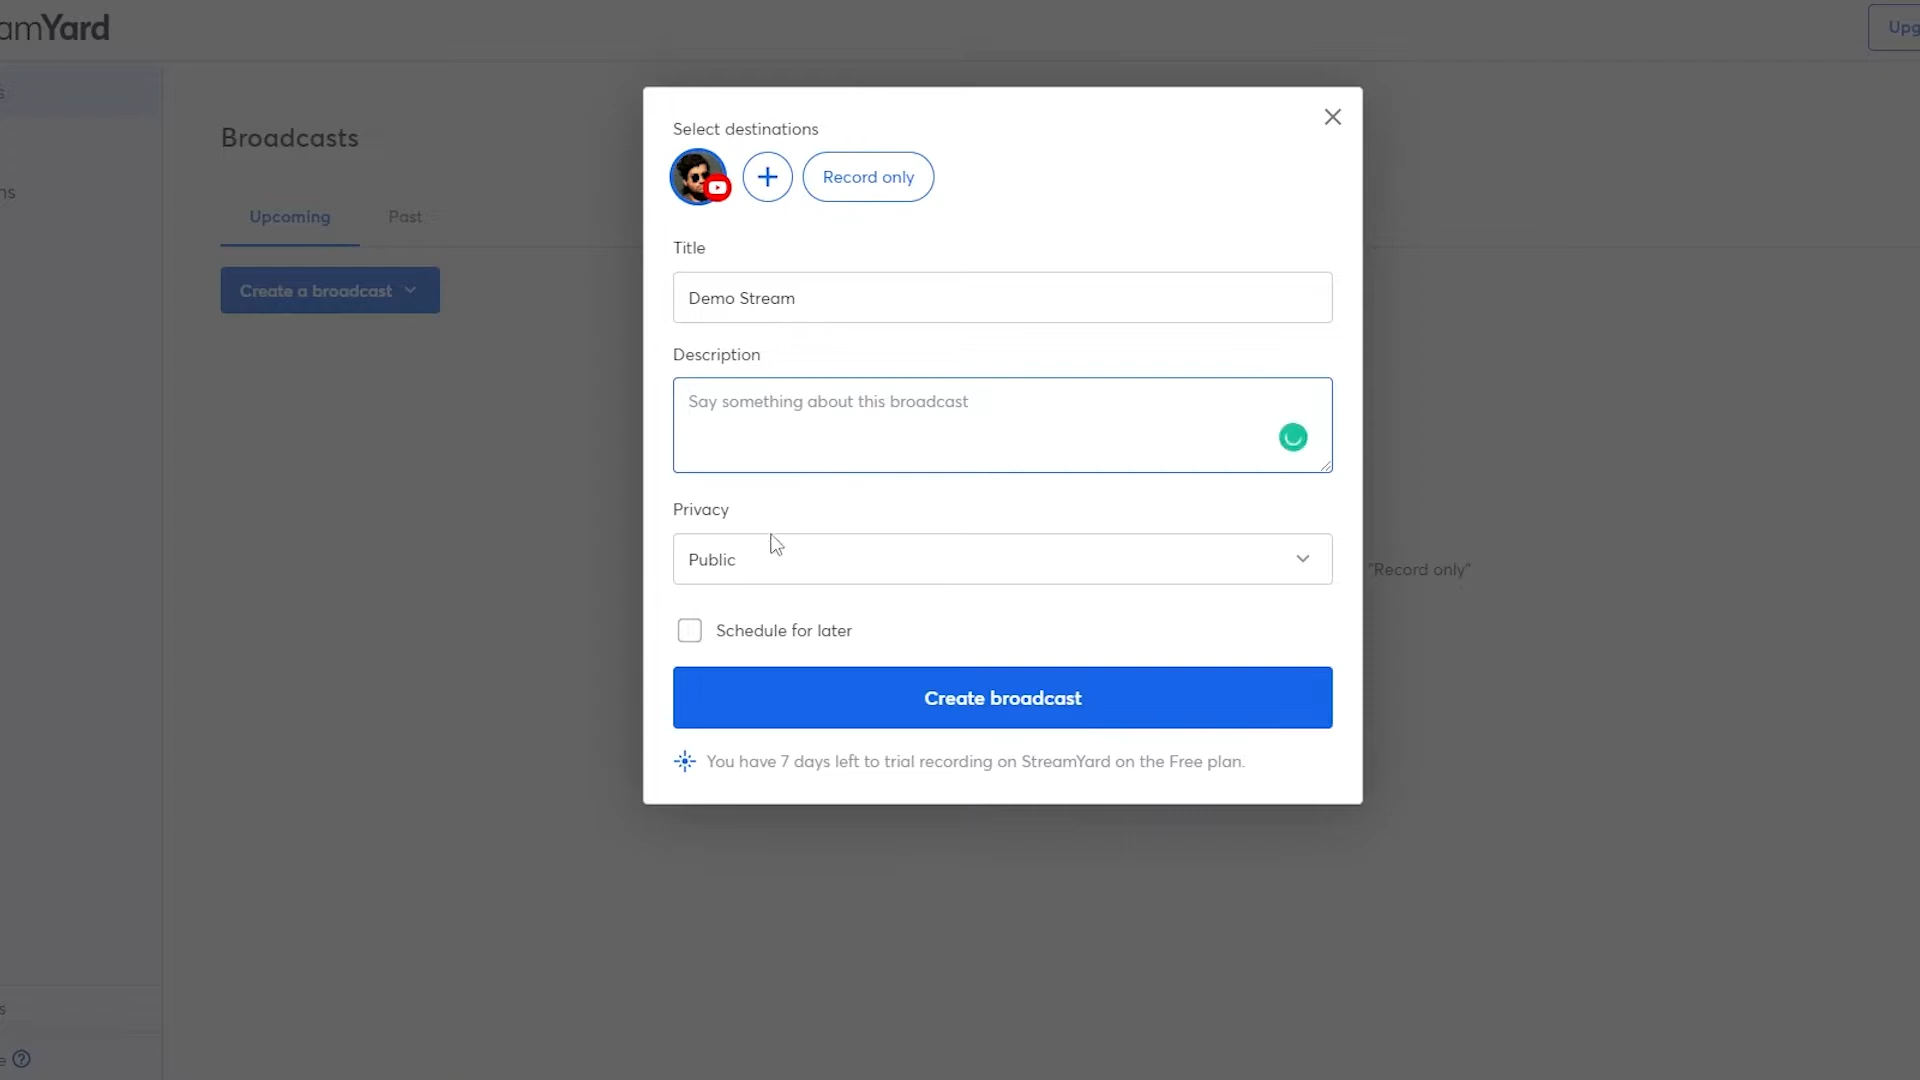 amYard
Upg
s
Broadcasts
ns
Upcoming
Past
Create a broadcast
Select destinations
Record only
Title
Demo Stream
Description
Say something about this broadcast
Privacy
Public
"Record only"
Schedule for later
Create broadcast
You have 7 days left to trial recording on StreamYard on the Free plan.
s
e